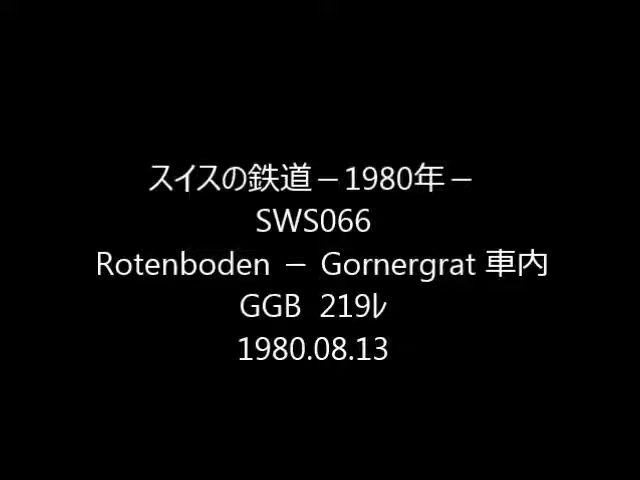 スイスの鉄道－1980年－
SWS066
Rotenboden － Gornergrat 車内
GGB 219ﾚ
1980.08.13